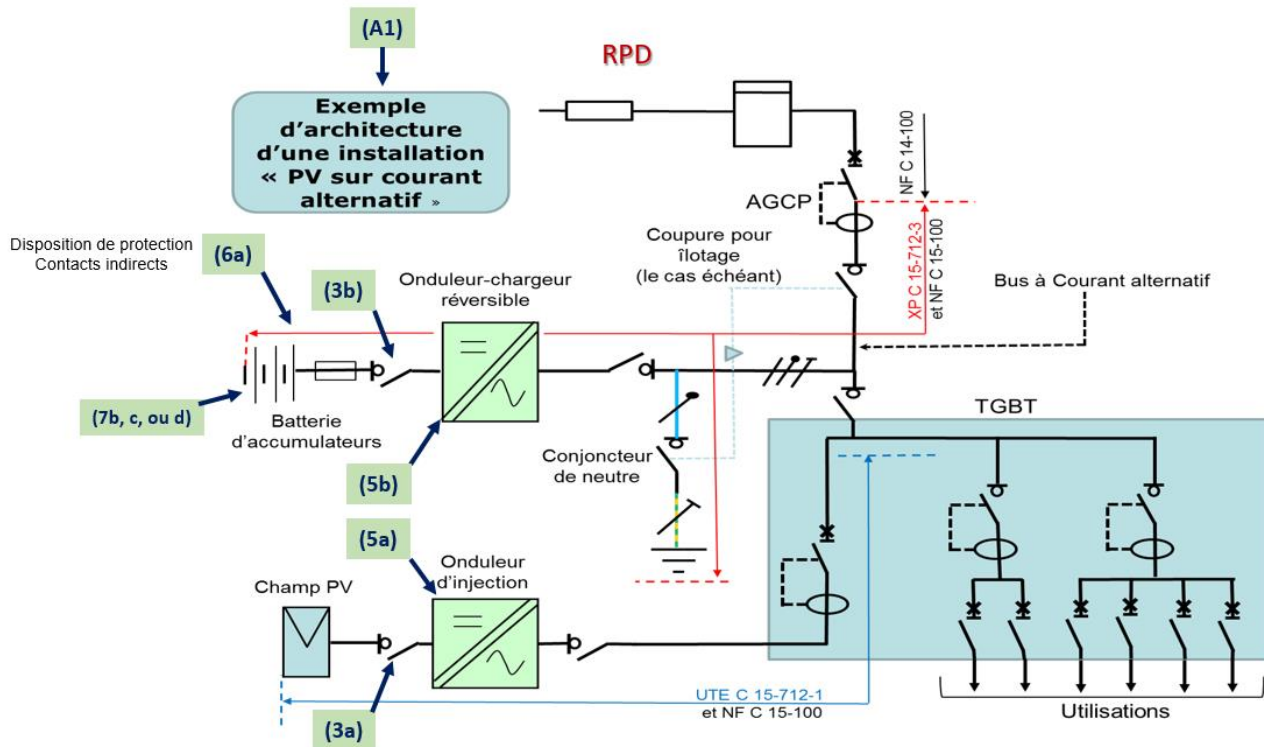 (A1)
RPD
Exemple
d'architecture
d'une installation
« PV sur courant
alternatif »
NF C 14-100
AGCP
XP C 15-712-3
et NF C 15-100
Disposition de protection
Contacts indirects
(6a)
(3b)
Onduleur-chargeur
réversible
Coupure pour
îlotage
(le cas échéant)
Bus à Courant alternatif
(7b, c, ou d)
Batterie
d'accumulateurs
(5b)
Conjoncteur
de neutre
TGBT
(5a)
Champ PV
Onduleur
d'injection
UTE C 15-712-1
et NF C 15-100
(3a)
Utilisations